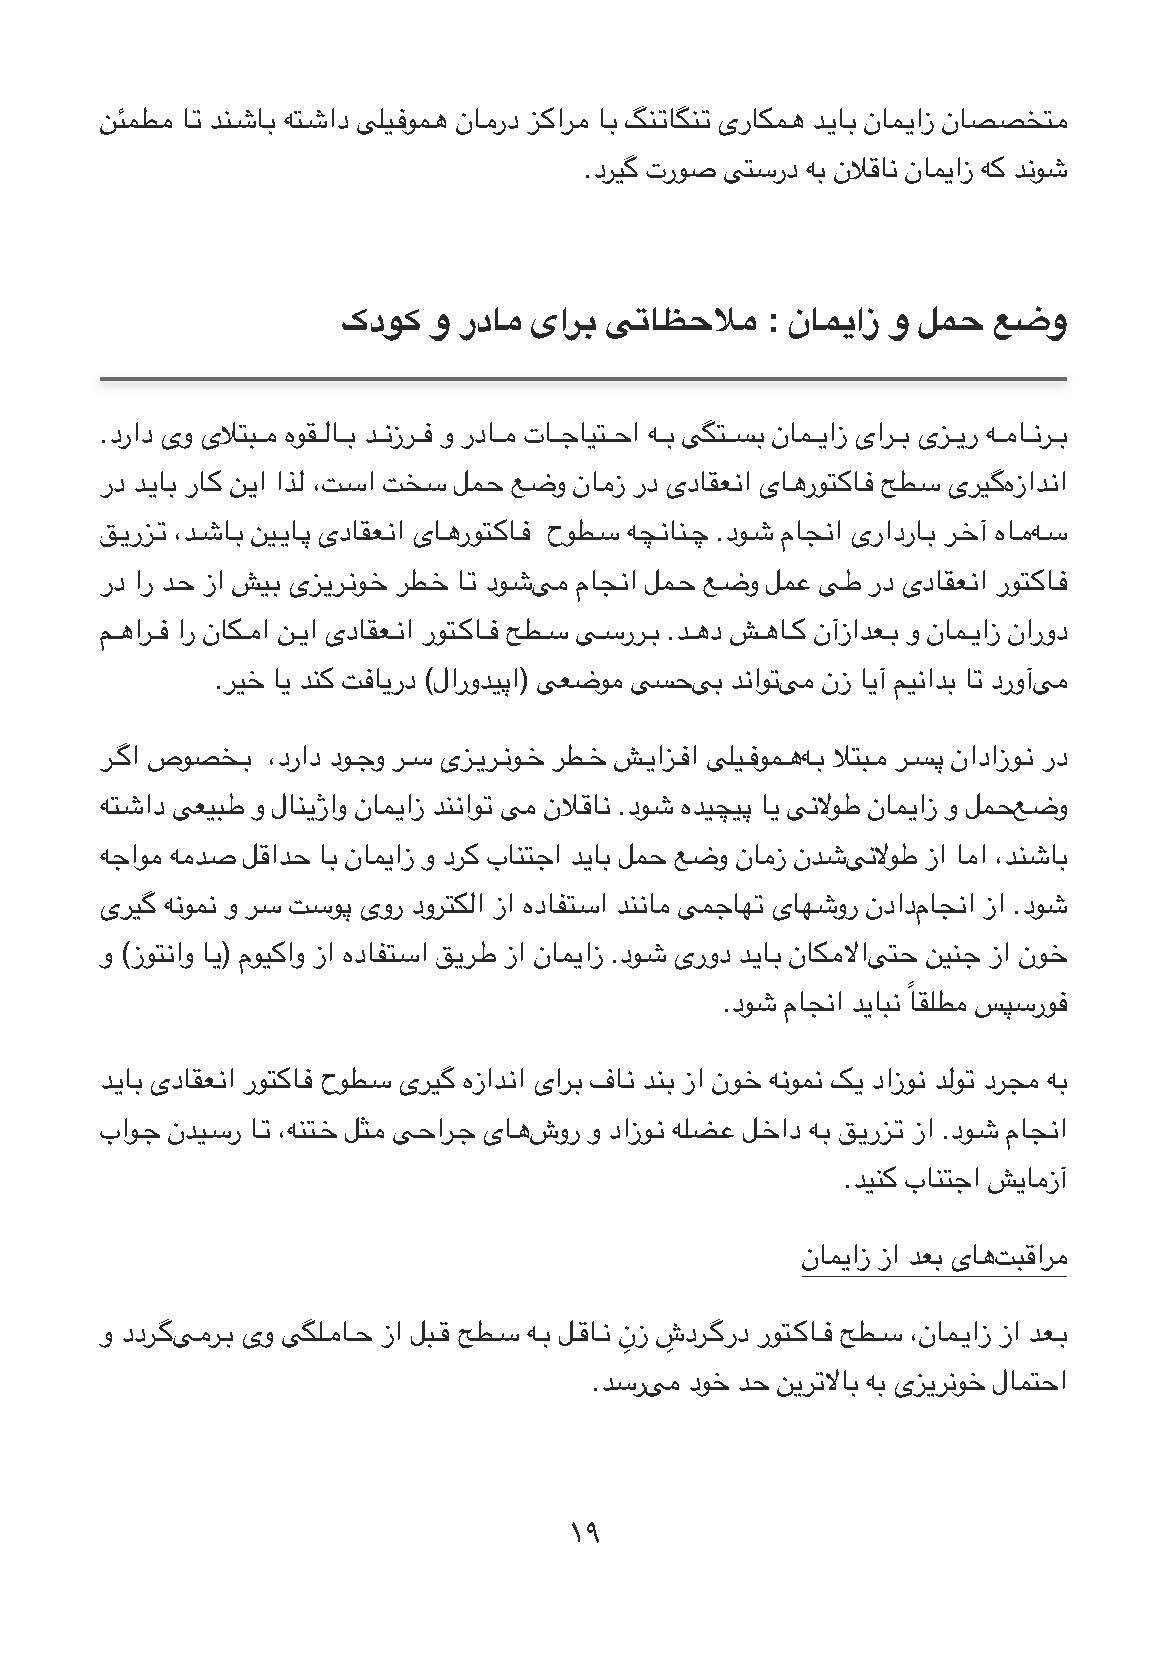 متخصصان زایمان باید همکاری تنگاتنگ با مراکز درمان هموفیلی داشته باشند تا مطمئن
شوند که زایمان ناقلان به درستی صورت گیرد.
وضع حمل و زایمان : ملاحظاتی برای مادر و کودک
برنامه ریزی برای زایمان بستگی به احتیاجات مادر و فرزند بالقوه مبتلای وی دارد.
اندازه‌گیری سطح فاکتورهای انعقادی در زمان وضع حمل سخت است، لذا این کار باید در
سه‌ماه آخر بارداری انجام شود. چنانچه سطوح فاکتورهای انعقادی پایین باشد، تزریق
فاکتور انعقادی در طی عمل وضع حمل انجام می‌شود تا خطر خونریزی بیش از حد را در
دوران زایمان و بعدازآن کاهش دهد. بررسی سطح فاکتور انعقادی این امکان را فراهم
می‌آورد تا بدانیم آیا زن می‌تواند بی‌حسی موضعی (اپیدورال) دریافت کند یا خیر.
در نوزادان پسر مبتلا به‌هموفیلی افزایش خطر خونریزی سر وجود دارد، بخصوص اگر
وضع‌حمل و زایمان طولانی یا پیچیده شود. ناقلان می توانند زایمان واژینال و طبیعی داشته
باشند، اما از طولانی‌شدن زمان وضع حمل باید اجتناب کرد و زایمان با حداقل صدمه مواجه
شود. از انجام‌دادن روشهای تهاجمی مانند استفاده از الکترود روی پوست سر و نمونه گیری
خون از جنین حتی‌الامکان باید دوری شود. زایمان از طریق استفاده از اوکیوم (یا وانتوز) و
فورسپس مطلقاً نباید انجام شود.
به مجرد تولد نوزاد یک نمونه خون از بند ناف برای اندازه گیری سطوح فاکتور انعقادی باید
انجام شود. از تزریق به داخل عضله نوزاد و روش‌های جراحی مثل ختنه، تا رسیدن جواب
آزمایش اجتناب کنید.
مراقبت‌های بعد از زایمان
بعد از زایمان، سطح فاکتور درگردشِ زنِ ناقل به سطح قبل از حاملگی وی برمی‌گردد و
احتمال خونریزی به بالاترین حد خود می‌رسد.
۱۹